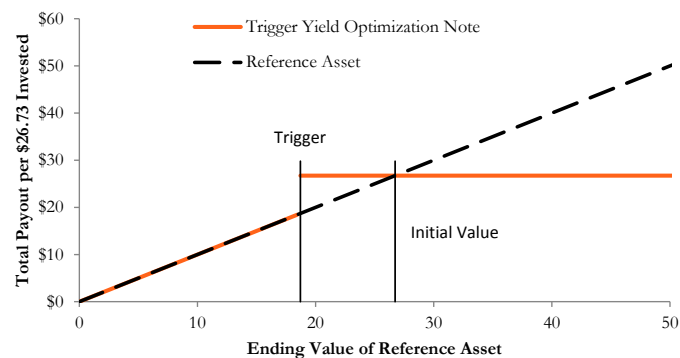 $60
Trigger Yield Optimization Note
Reference Asset
$50
$40
Trigger
$30
$20
Initial Value
$10
$0
0 10 20 30 40 50
Total Payout per $26.73 Invested
Ending Value of Reference Asset